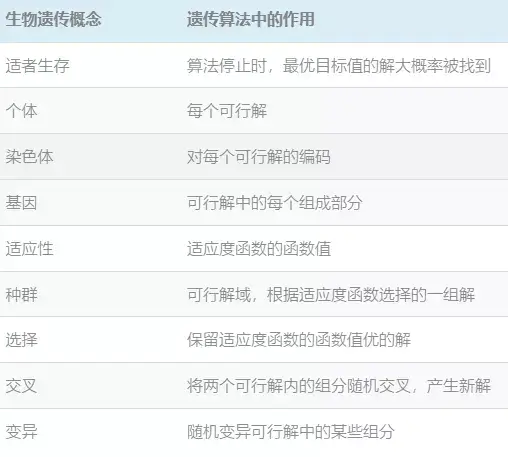 生物遗传概念 遗传算法中的作用
适者生存 算法停止时，最优目标值的解大概率被找到
个体 每个可行解
染色体 对每个可行解的编码
基因 可行解中的每个组成部分
适应性 适应度函数的函数值
种群 可行解域，根据适应度函数选择的一组解
选择 保留适应度函数的函数值优的解
交叉 将两个可行解内的组分随机交叉，产生新解
变异 随机变异可行解中的某些组分